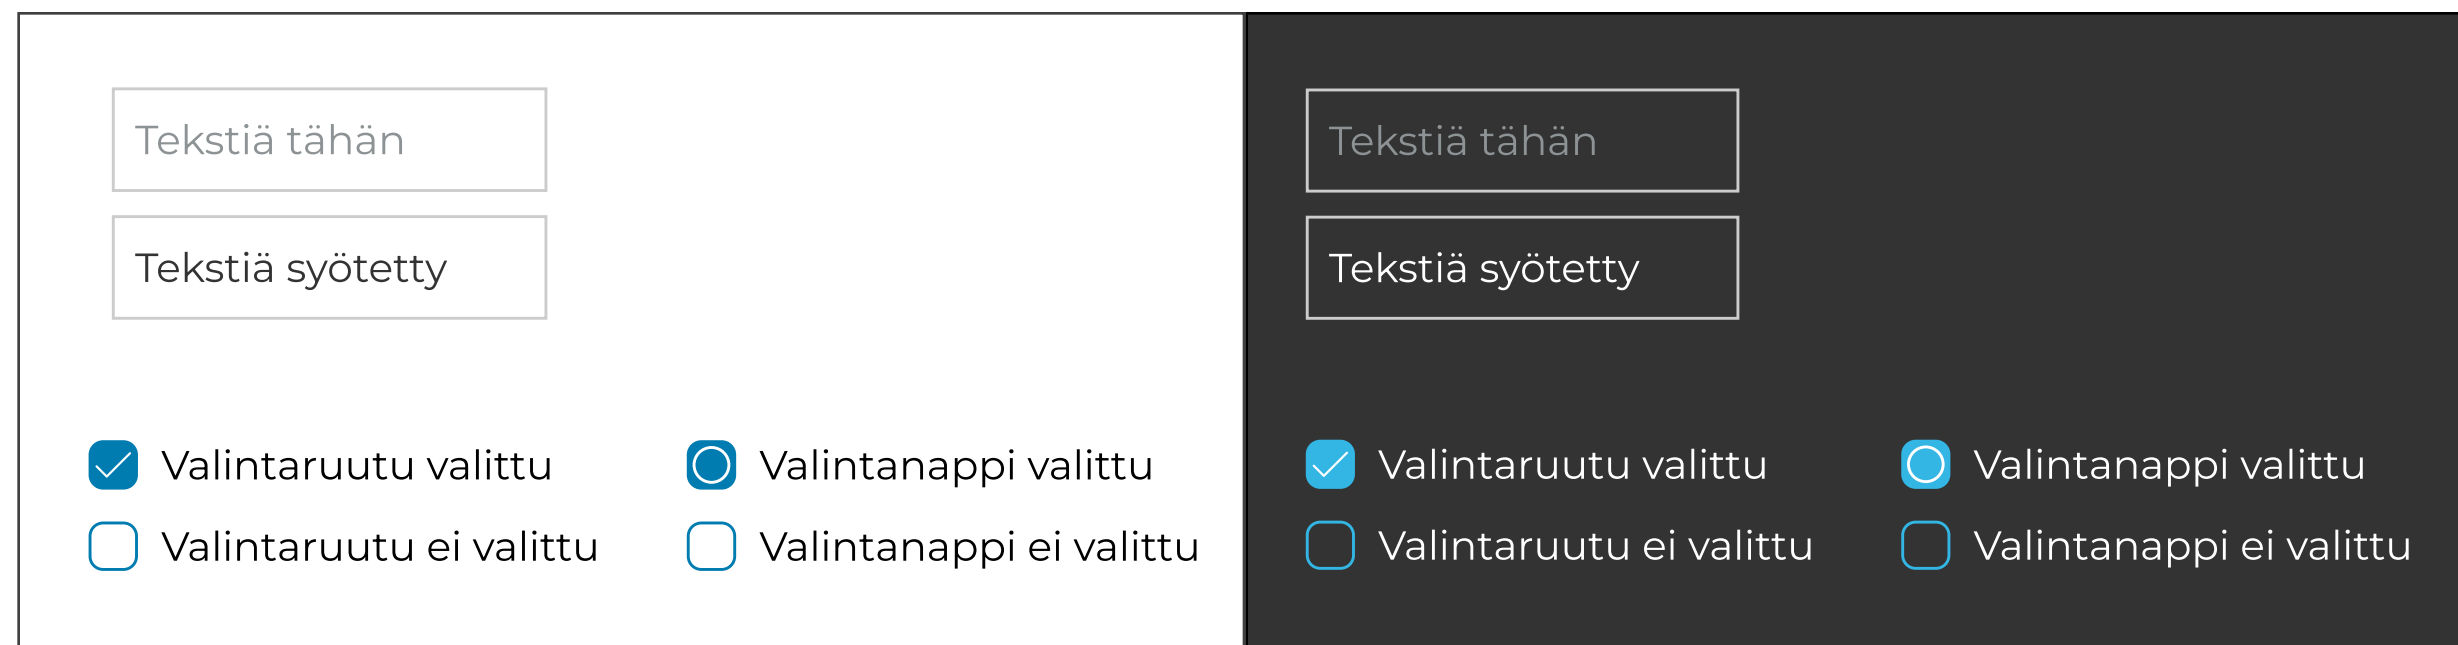 Tekstiä tähän
Tekstiä syötetty
Valintaruutu valittu
Valintanappi valittu
Valintaruutu ei valittu
Valintanappi ei valittu
Tekstiä tähän
Tekstiä syötetty
Valintaruutu valittu
Valintanappi valittu
Valintaruutu ei valittu
Valintanappi ei valittu